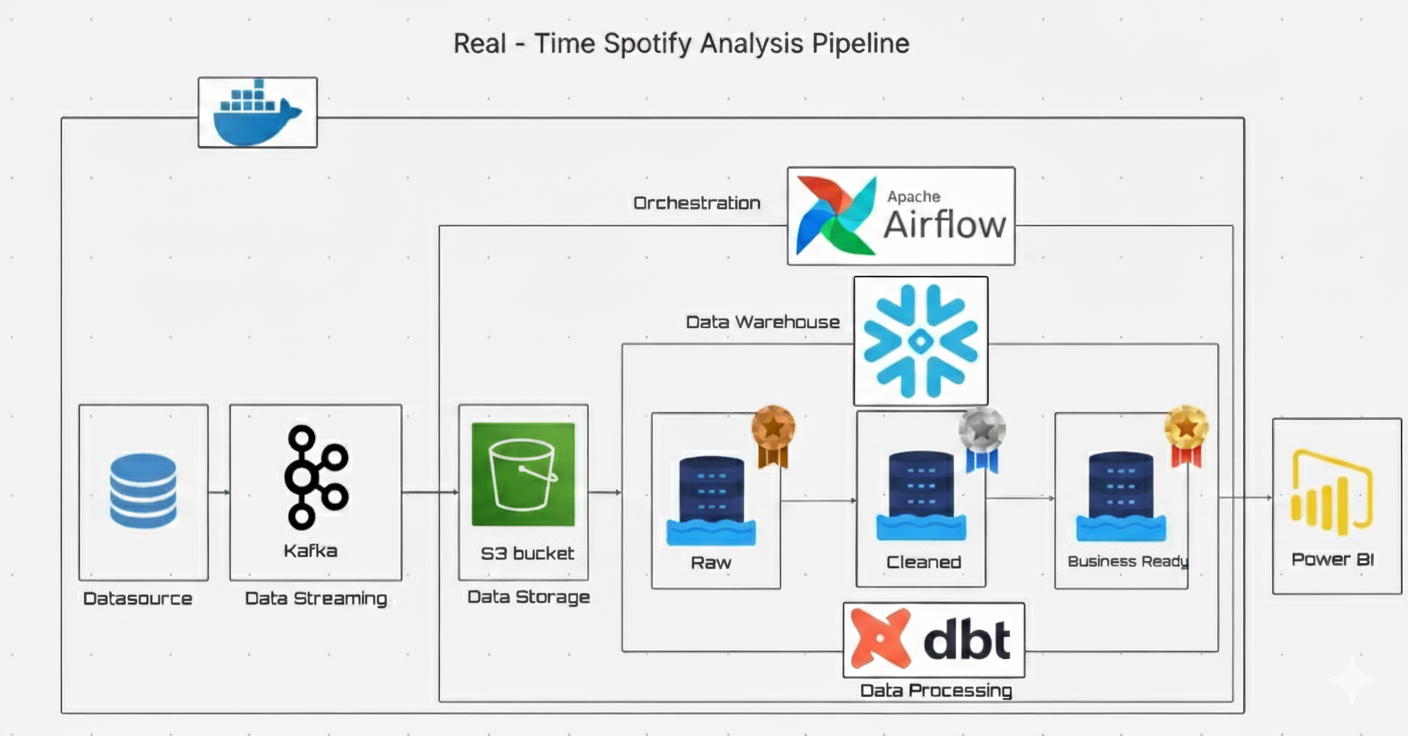 Real - Time Spotify Analysis Pipeline
Orchestration
Apache
Airflow
Data Warehouse
Kafka
S3 bucket
Raw
Cleaned
Business Ready
Power BI
Datasource
Data Streaming
Data Storage
dbt
Data Processing